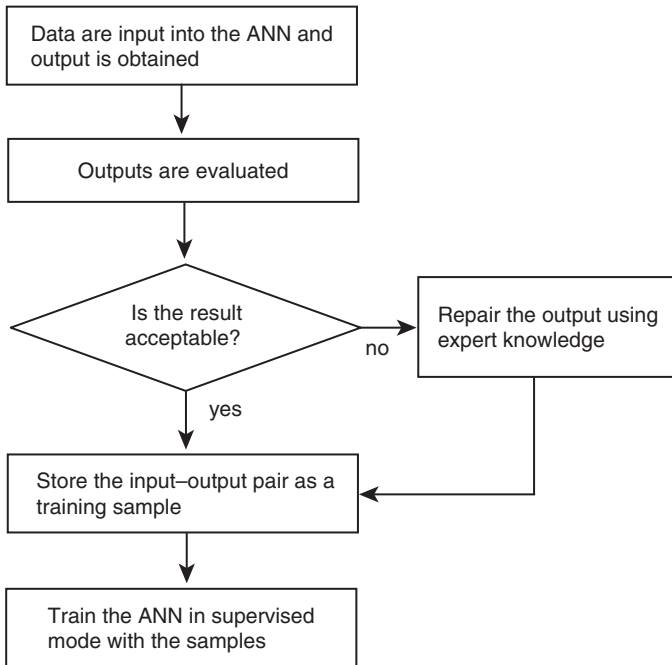 Data are input into the ANN and
output is obtained
Outputs are evaluated
Is the result
acceptable?
no
Repair the output using
expert knowledge
yes
Store the input–output pair as a
training sample
Train the ANN in supervised
mode with the samples